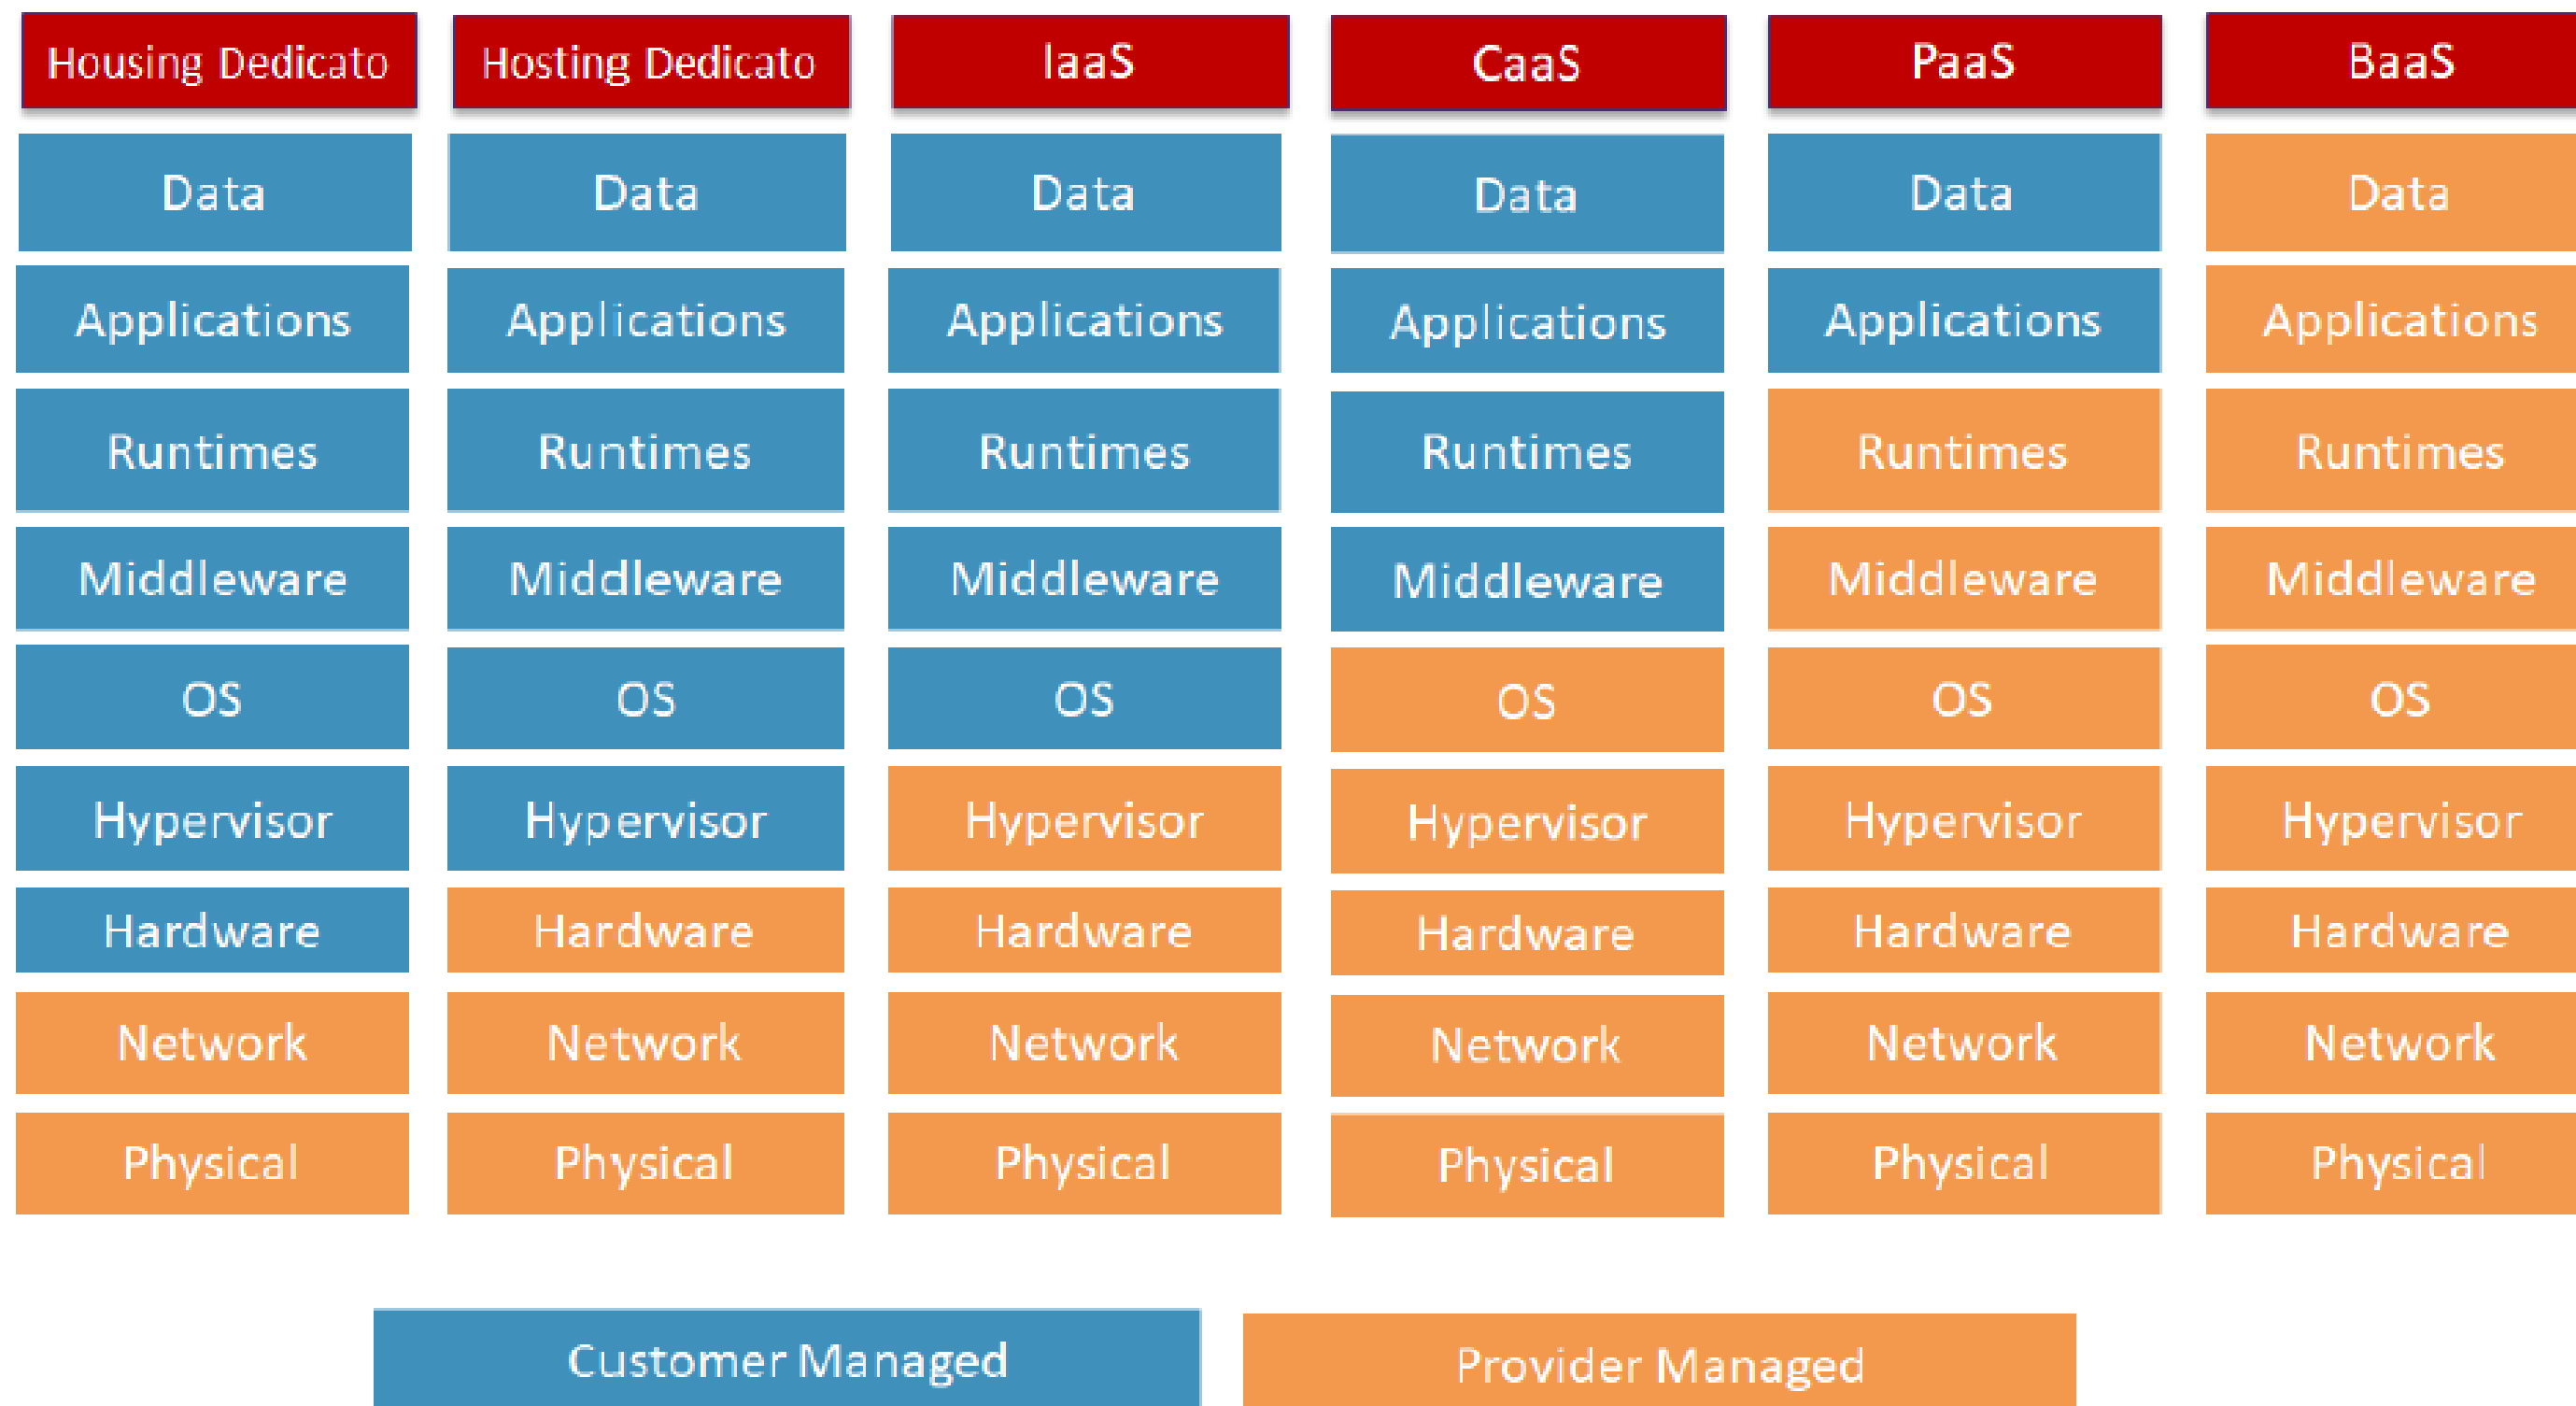 Housing Dedicato Hosting Dedicato IaaS CaaS PaaS BaaS
Data Data Data Data Data Data
Applications Applications Applications Applications Applications Applications
Runtimes Runtimes Runtimes Runtimes Runtimes Runtimes
Middleware Middleware Middleware Middleware Middleware Middleware
OS OS OS OS OS OS
Hypervisor Hypervisor Hypervisor Hypervisor Hypervisor Hypervisor
Hardware Hardware Hardware Hardware Hardware Hardware
Network Network Network Network Network Network
Physical Physical Physical Physical Physical Physical
Customer Managed Provider Managed